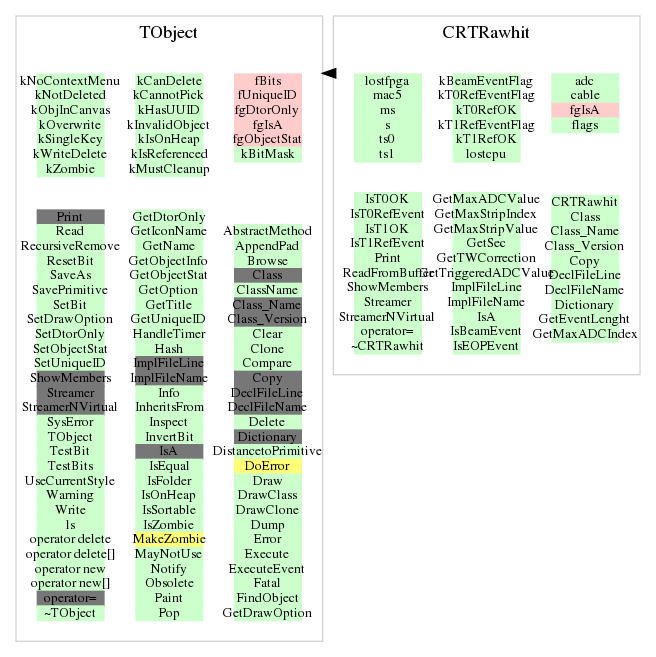 TObject
kNoContextMenu
kNotDeleted
kObjInCanvas
kOverwrite
kSingleKey
kWriteDelete
kZombie
kCanDelete
kCannotPick
kHasUUID
kInvalidObject
kIsOnHeap
kIsReferenced
kMustCleanup
fBits
fUniqueID
fgDtorOnly
fgIsA
fgObjectStat
kBitMask
Print
Read
RecursiveRemove
ResetBit
SaveAs
SavePrimitive
SetBit
SetDrawOption
SetDtorOnly
SetObjectStat
SetUniqueID
ShowMembers
Streamer
StreamerNVirtual
SysError
TObject
TestBit
TestBits
UseCurrentStyle
Warning
Write
ls
operator delete
operator delete[]
operator new
operator new[]
operator=
~TObject
GetDtorOnly
GetIconName
GetName
GetObjectInfo
GetObjectStat
GetOption
GetTitle
GetUniqueID
HandleTimer
Hash
ImplFileLine
ImplFileName
Info
InheritsFrom
Inspect
InvertBit
IsA
IsEqual
IsFolder
IsOnHeap
IsSortable
IsZombie
MakeZombie
MayNotUse
Notify
Obsolete
Paint
Pop
AbstractMethod
AppendPad
Browse
Class
ClassName
Class_Name
Class_Version
Clear
Clone
Compare
Copy
DeclFileLine
DeclFileName
Delete
Dictionary
DistancetoPrimitive
DoError
Draw
DrawClass
DrawClone
Dump
Error
Execute
ExecuteEvent
Fatal
FindObject
GetDrawOption
CRTRawhit
lostfpga
mac5
ms
s
ts0
ts1
kBeamEventFlag
kT0RefEventFlag
kT0RefOK
kT1RefEventFlag
kT1RefOK
lostcpu
adc
cable
fgIsA
flags
IsT0OK
IsT0RefEvent
IsT1OK
IsT1RefEvent
Print
ReadFromBuffer
ShowMembers
Streamer
StreamerNVirtual
operator=
~CRTRawhit
GetMaxADCValue
GetMaxStripIndex
GetMaxStripValue
GetSec
GetTWCorrection
GetTriggeredADCValue
ImplFileLine
ImplFileName
IsA
IsBeamEvent
IsEOPEvent
CRTRawhit
Class
Class_Name
Class_Version
Copy
DeclFileLine
DeclFileName
Dictionary
GetEventLenght
GetMaxADCIndex